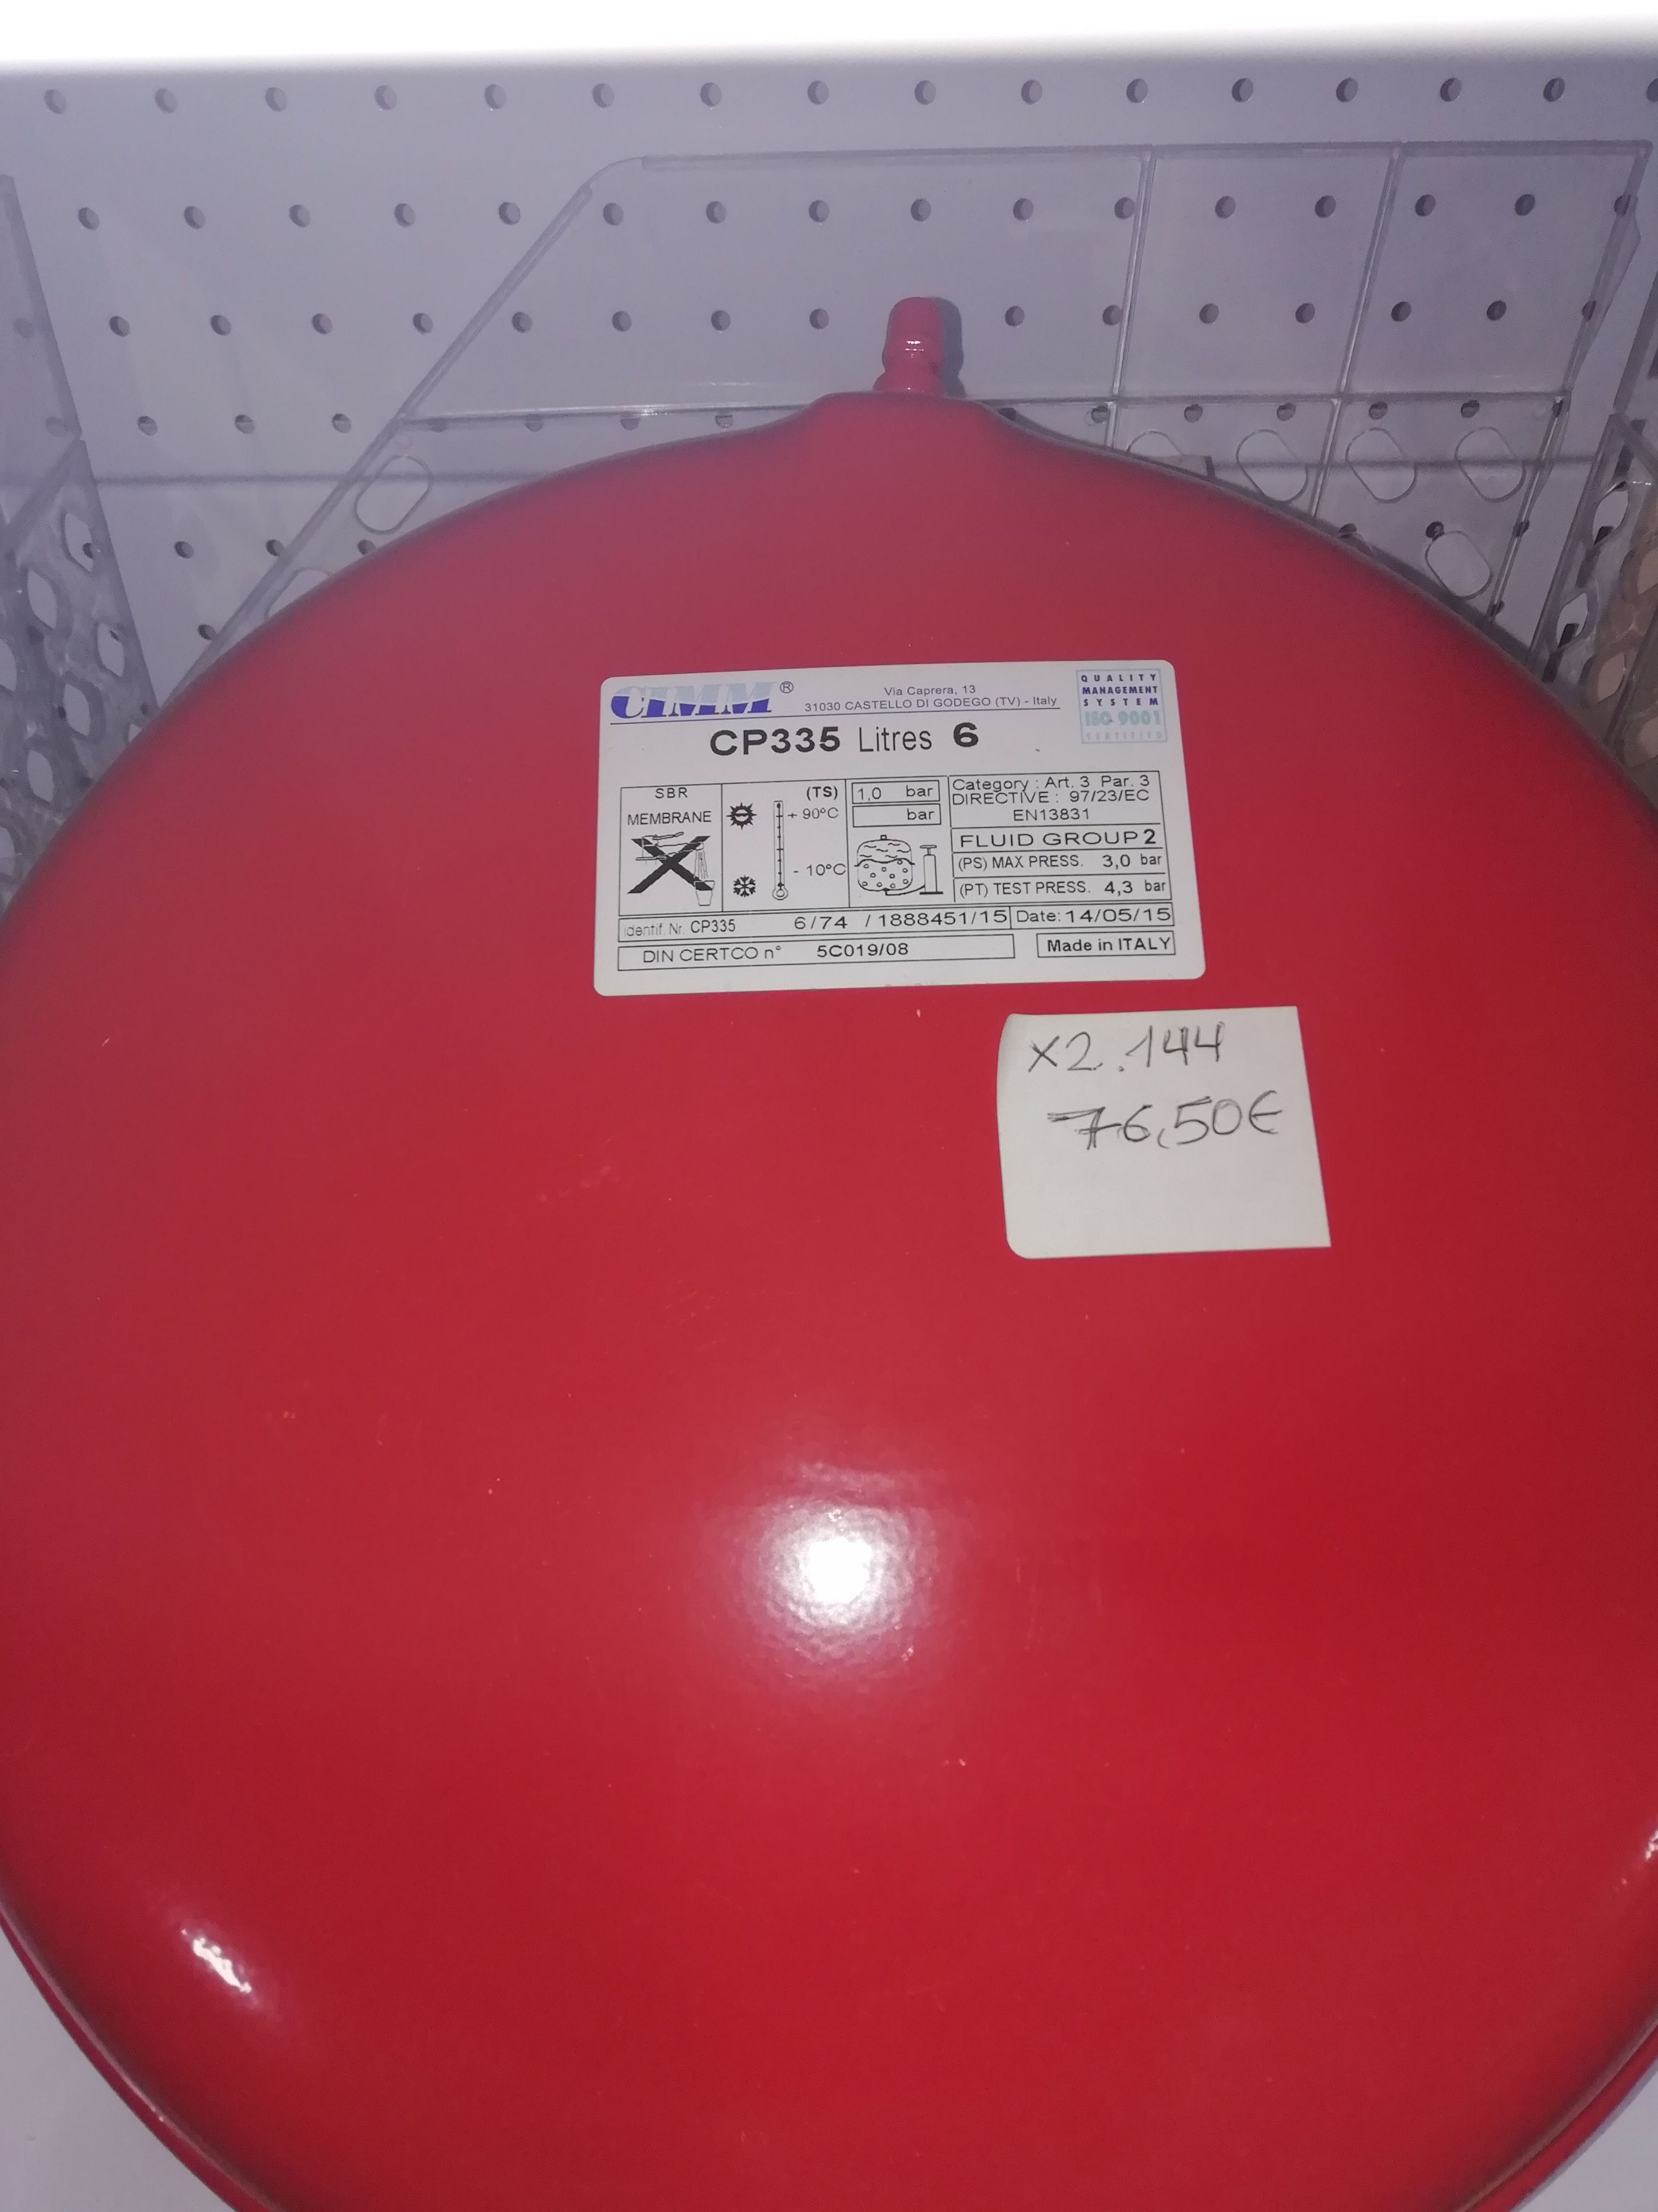 CIMM®
Via Caprera, 13
31030 CASTELLO DI GODEGO (TV) - Italy
QUALITY
MANAGEMENT
SYSTEM
ISO 9001
CERTIFIED
CP335 Litres 6
SBR
MEMBRANE
(TS)
+ 90°C
- 10°C
1,0 bar
bar
Category : Art. 3 Par. 3
DIRECTIVE : 97/23/EC
EN13831
FLUID GROUP 2
(PS) MAX PRESS. 3,0 bar
(PT) TEST PRESS. 4,3 bar
Identif. Nr. CP335 6/74 /1888451/15 Date: 14/05/15
DIN CERTCO n° 5C019/08 Made in ITALY
X2.144
76,50€